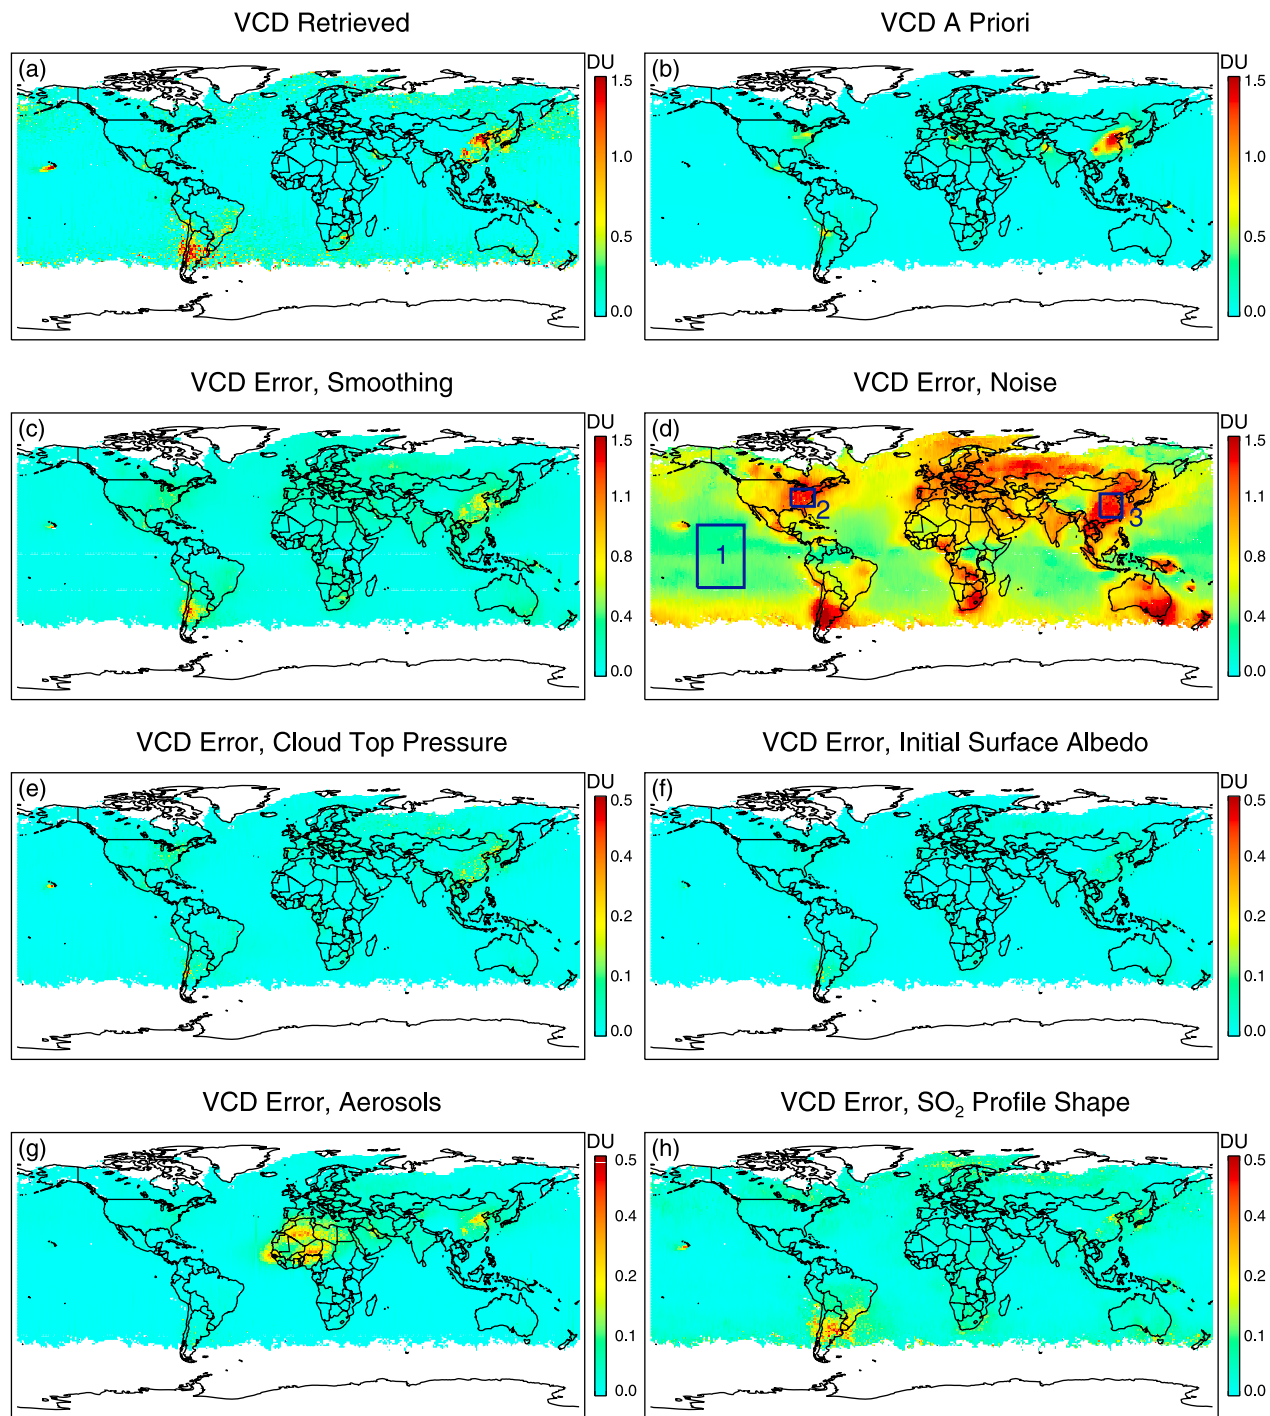 VCD Retrieved
VCD A Priori
(a)
DU
1.5
1.0
0.5
0.0
(b)
DU
1.5
1.0
0.5
0.0
VCD Error, Smoothing
VCD Error, Noise
(c)
DU
1.5
1.1
0.8
0.4
0.0
(d)
1
2
3
DU
1.5
1.1
0.8
0.4
0.0
VCD Error, Cloud Top Pressure
VCD Error, Initial Surface Albedo
(e)
DU
0.5
0.4
0.2
0.1
0.0
(f)
DU
0.5
0.4
0.2
0.1
0.0
VCD Error, Aerosols
VCD Error, SO₂ Profile Shape
(g)
DU
0.5
0.4
0.2
0.1
0.0
(h)
DU
0.5
0.4
0.2
0.1
0.0